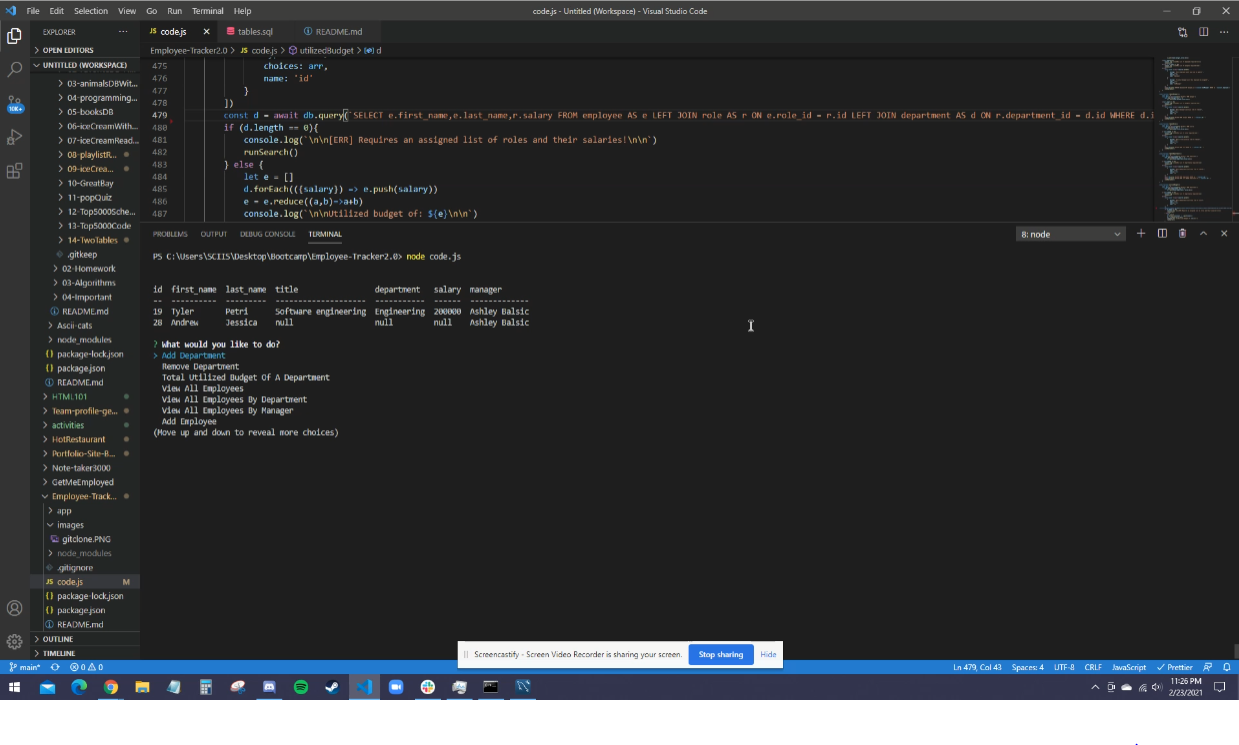 File Edit Selection View Go Run Terminal Help code.js - Untitled (Workspace) - Visual Studio Code
EXPLORER
OPEN EDITORS
UNTITLED (WORKSPACE)
03-animalsDBWit...
04-programming...
05-booksDB
06-iceCreamWith...
07-iceCreamRead...
08-playlistR...
09-iceCrea...
10-GreatBay
11-popQuiz
12-Top5000Sche...
13-Top5000Code
14-TwoTables
.gitkeep
02-Homework
03-Algorithms
04-Important
README.md
Ascii-cats
node_modules
package-lock.json
package.json
README.md
HTML101
Team-profile-ge...
activities
HotRestaurant
Portfolio-Site-B...
Note-taker3000
GetMeEmployed
Employee-Track...
app
images
gitclone.PNG
node_modules
.gitignore
JS code.js M
package-lock.json
package.json
README.md
OUTLINE
TIMELINE
10K+
JS code.js tables.sql README.md
Employee-Tracker2.0 > JS code.js > utilizedBudget > d
475 choices: arr,
476 name: 'id'
477 }
478 ])
479 const d = await db.query(`SELECT e.first_name,e.last_name,r.salary FROM employee AS e LEFT JOIN role AS r ON e.role_id = r.id LEFT JOIN department AS d ON r.department_id = d.id WHERE d.i
480 if (d.length == 0){
481 console.log(`\n\n[ERR] Requires an assigned list of roles and their salaries!\n\n`)
482 runSearch()
483 } else {
484 let e = []
485 d.forEach(({salary}) => e.push(salary))
486 e = e.reduce((a,b)=>a+b)
487 console.log(`\n\nUtilized budget of: ${e}\n\n`)
PROBLEMS OUTPUT DEBUG CONSOLE TERMINAL 8: node
PS C:\Users\SCIIS\Desktop\Bootcamp\Employee-Tracker2.0> node code.js
id first_name last_name title department salary manager
-- ---------- --------- -------------------- ----------- ------ -------------
19 Tyler Petri Software engineering Engineering 200000 Ashley Balsic
28 Andrew Jessica null null null Ashley Balsic
? What would you like to do?
> Add Department
Remove Department
Total Utilized Budget Of A Department
View All Employees
View All Employees By Department
View All Employees By Manager
Add Employee
(Move up and down to reveal more choices)
Screencastify - Screen Video Recorder is sharing your screen. Stop sharing Hide
main* 0 0 Ln 479, Col 43 Spaces: 4 UTF-8 CRLF JavaScript Prettier
11:26 PM
2/23/2021